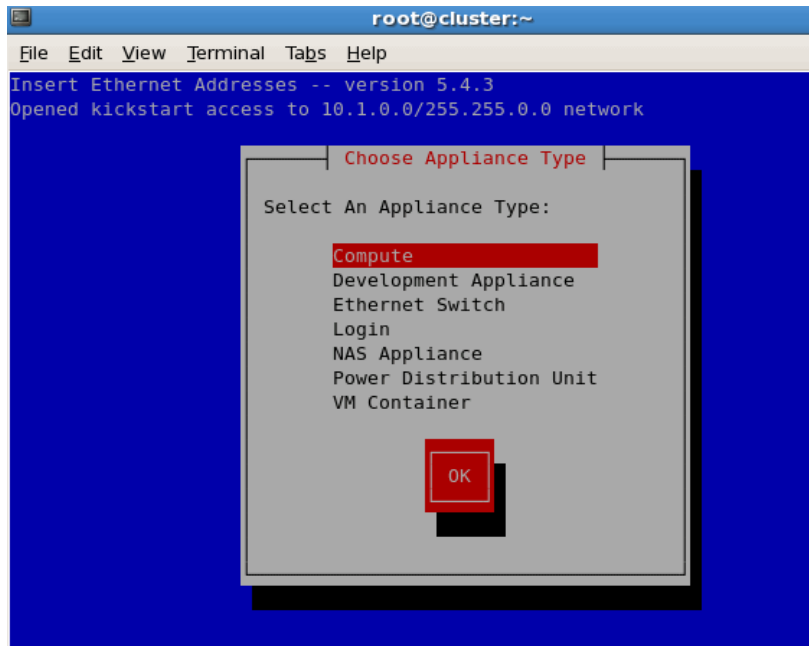 root@cluster:~
File Edit View Terminal Tabs Help
Insert Ethernet Addresses -- version 5.4.3
Opened kickstart access to 10.1.0.0/255.255.0.0 network
Choose Appliance Type
Select An Appliance Type:
Compute
Development Appliance
Ethernet Switch
Login
NAS Appliance
Power Distribution Unit
VM Container
OK